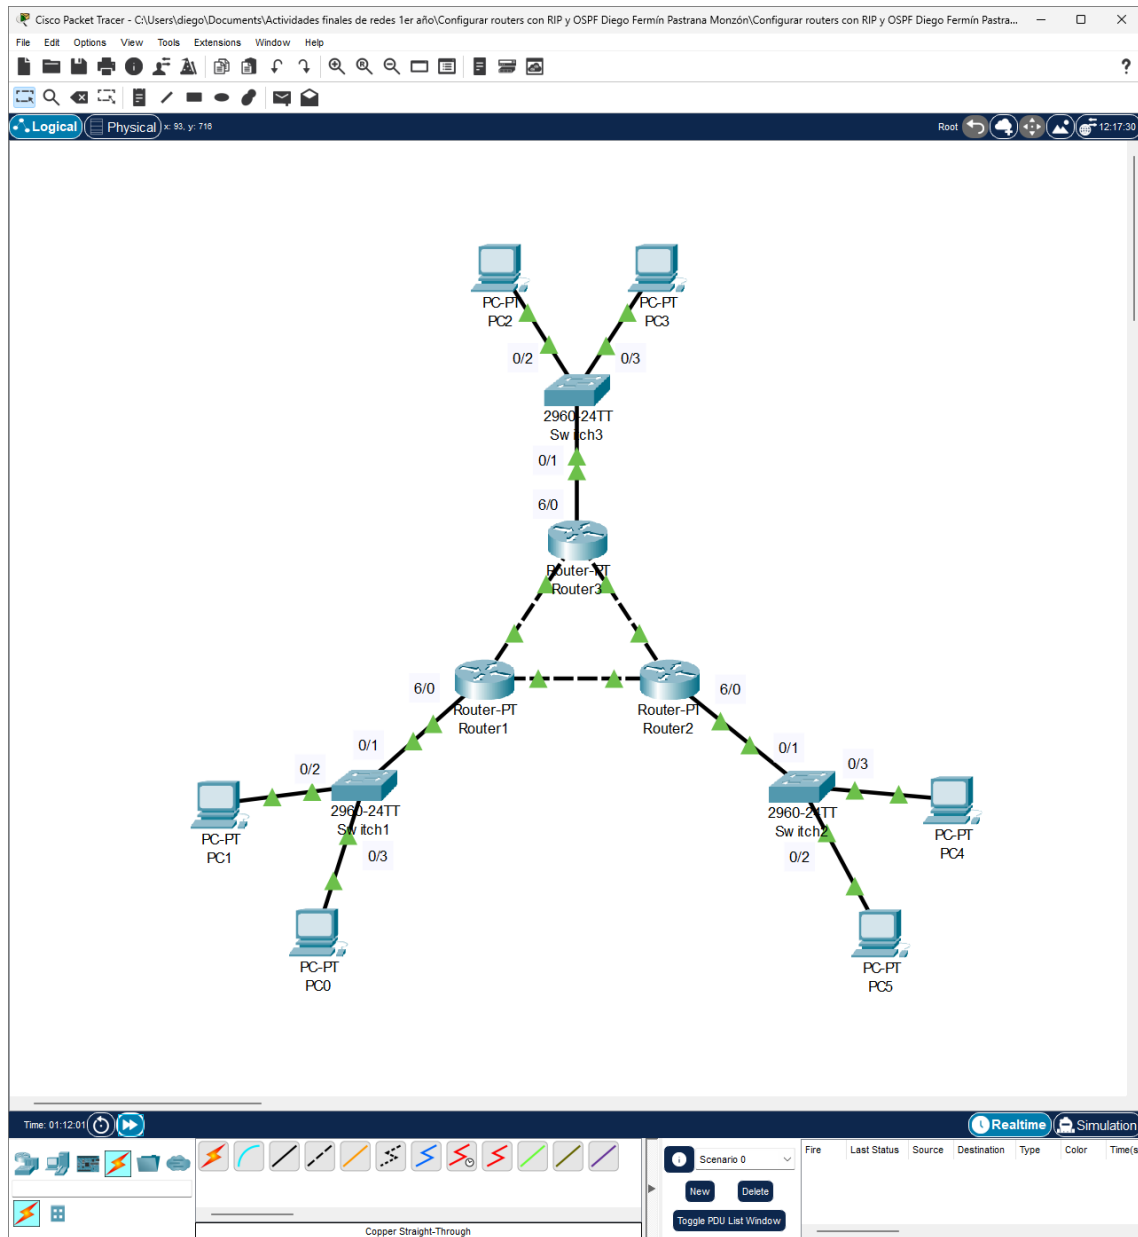 Cisco Packet Tracer - C:\Users\diego\Documents\Actividades finales de redes 1er año\Configurar routers con RIP y OSPF Diego Fermín Pastrana Monzón\Configurar routers con RIP y OSPF Diego Fermín Pastra...
File Edit Options View Tools Extensions Window Help
Logical Physical x: 93, y: 716 Root 12:17:30
PC-PT PC-PT
PC2 PC3
0/2 0/3
2960-24TT
Switch3
0/1
6/0
Router-PT
Router3
6/0 6/0
Router-PT Router-PT
Router1 Router2
0/1 0/1
0/2 0/3
2960-24TT 2960-24TT
Switch1 Switch2
PC-PT PC-PT
PC1 PC4
0/3 0/2
PC-PT PC-PT
PC0 PC5
Time: 01:12:01 Realtime Simulation
Scenario 0 Fire Last Status Source Destination Type Color Time(s
New Delete
Toggle PDU List Window
Copper Straight-Through